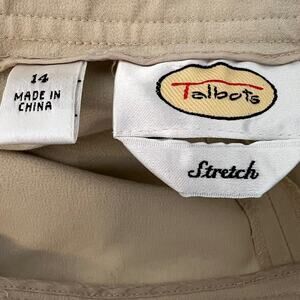 14
MADE IN
CHINA
Talbots
Stretch